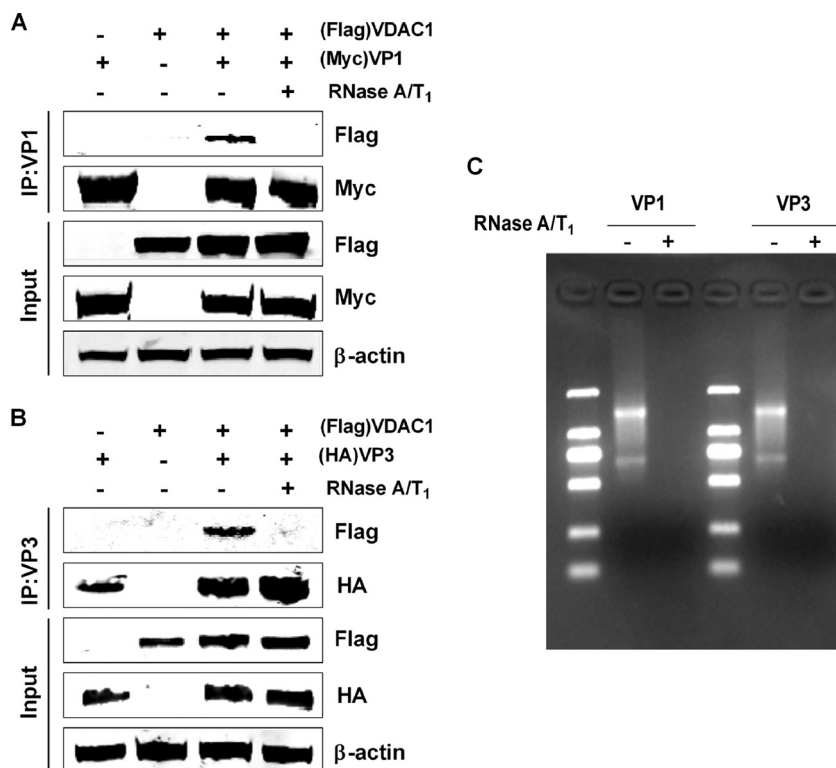 A
- + + + (Flag)VDAC1
+ - + + (Myc)VP1
- - - + RNase A/T₁
IP:VP1
Flag
Myc
Input
Flag
Myc
β-actin
B
- + + + (Flag)VDAC1
+ - + + (HA)VP3
- - - + RNase A/T₁
IP:VP3
Flag
HA
Input
Flag
HA
β-actin
C
VP1 VP3
RNase A/T₁ - + - +